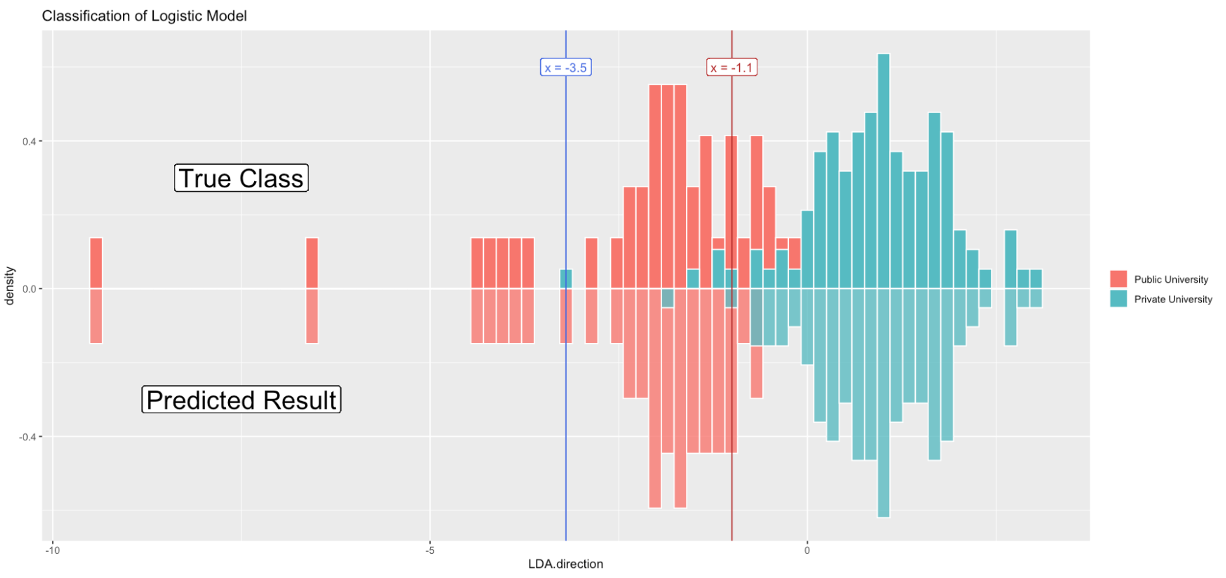 Classification of Logistic Model
x = -3.5
x = -1.1
0.4
True Class
density
0.0
Public University
Private University
Predicted Result
-0.4
-10
-5
0
LDA.direction